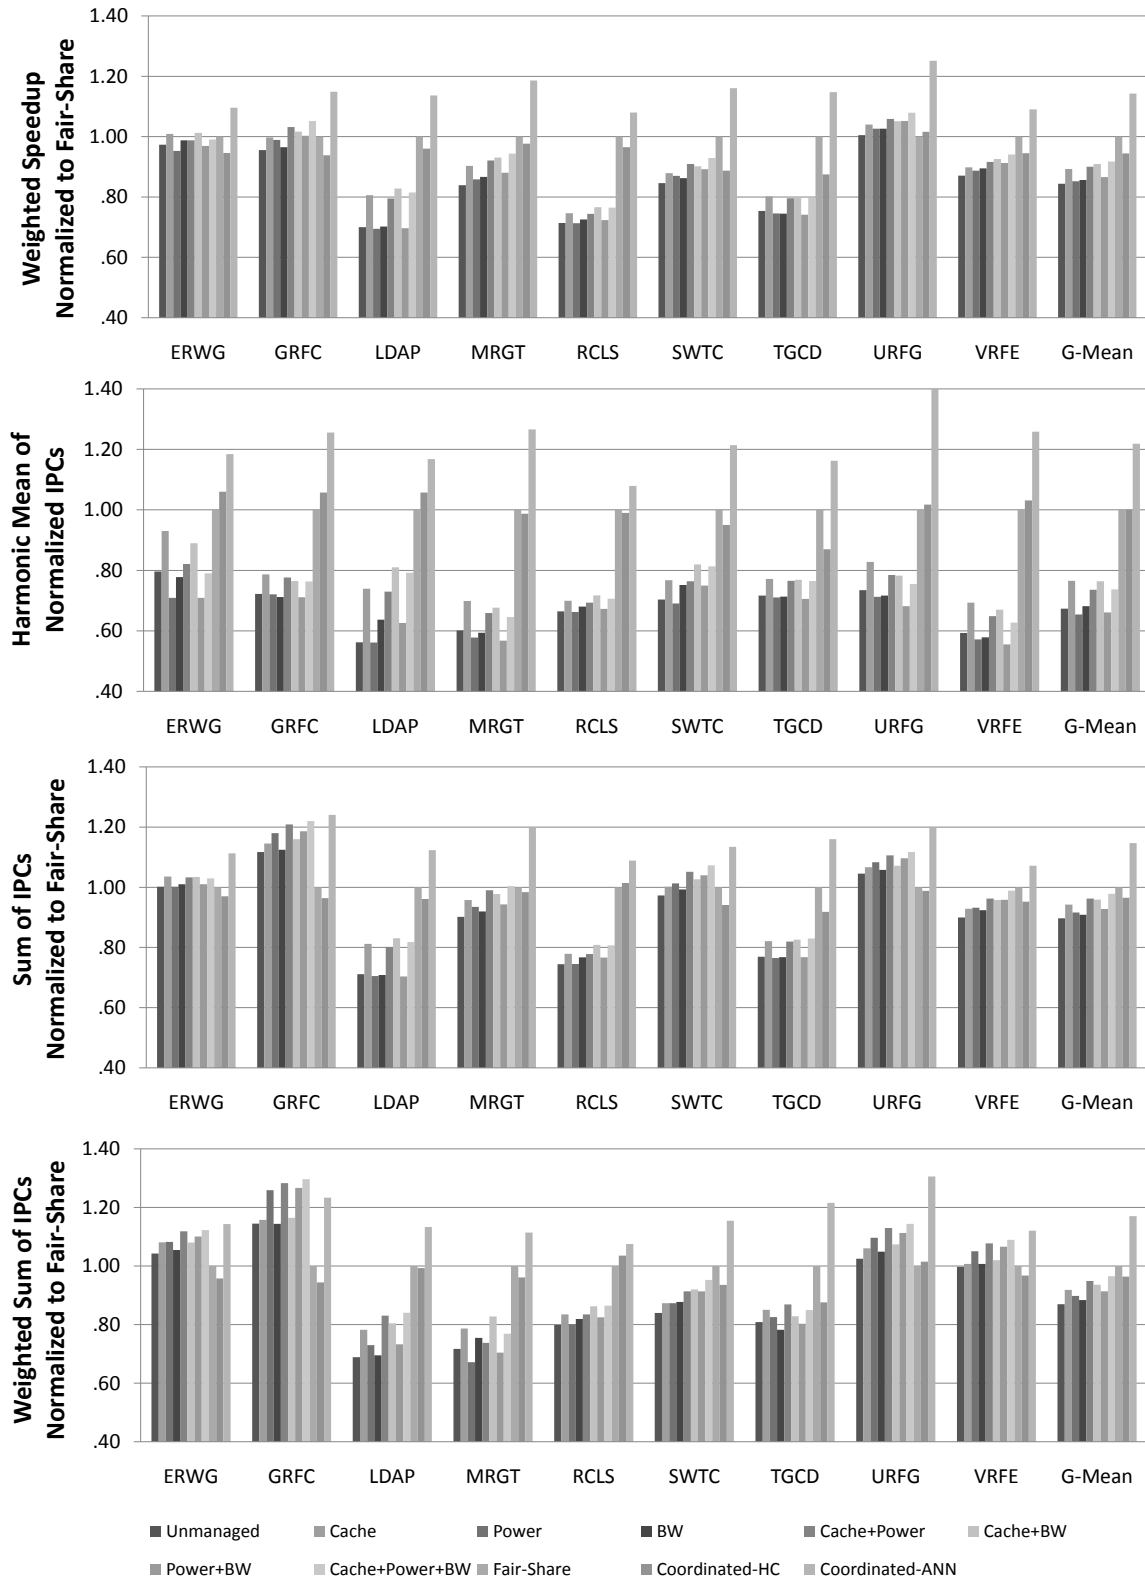 Weighted Speedup
Normalized to Fair-Share
1.40
1.20
1.00
.80
.60
.40
ERWG GRFC LDAP MRGT RCLS SWTC TGCD URFG VRFE G-Mean
Harmonic Mean of
Normalized IPCs
1.40
1.20
1.00
.80
.60
.40
ERWG GRFC LDAP MRGT RCLS SWTC TGCD URFG VRFE G-Mean
Sum of IPCs
Normalized to Fair-Share
1.40
1.20
1.00
.80
.60
.40
ERWG GRFC LDAP MRGT RCLS SWTC TGCD URFG VRFE G-Mean
Weighted Sum of IPCs
Normalized to Fair-Share
1.40
1.20
1.00
.80
.60
.40
ERWG GRFC LDAP MRGT RCLS SWTC TGCD URFG VRFE G-Mean
Unmanaged Cache Power BW Cache+Power Cache+BW
Power+BW Cache+Power+BW Fair-Share Coordinated-HC Coordinated-ANN